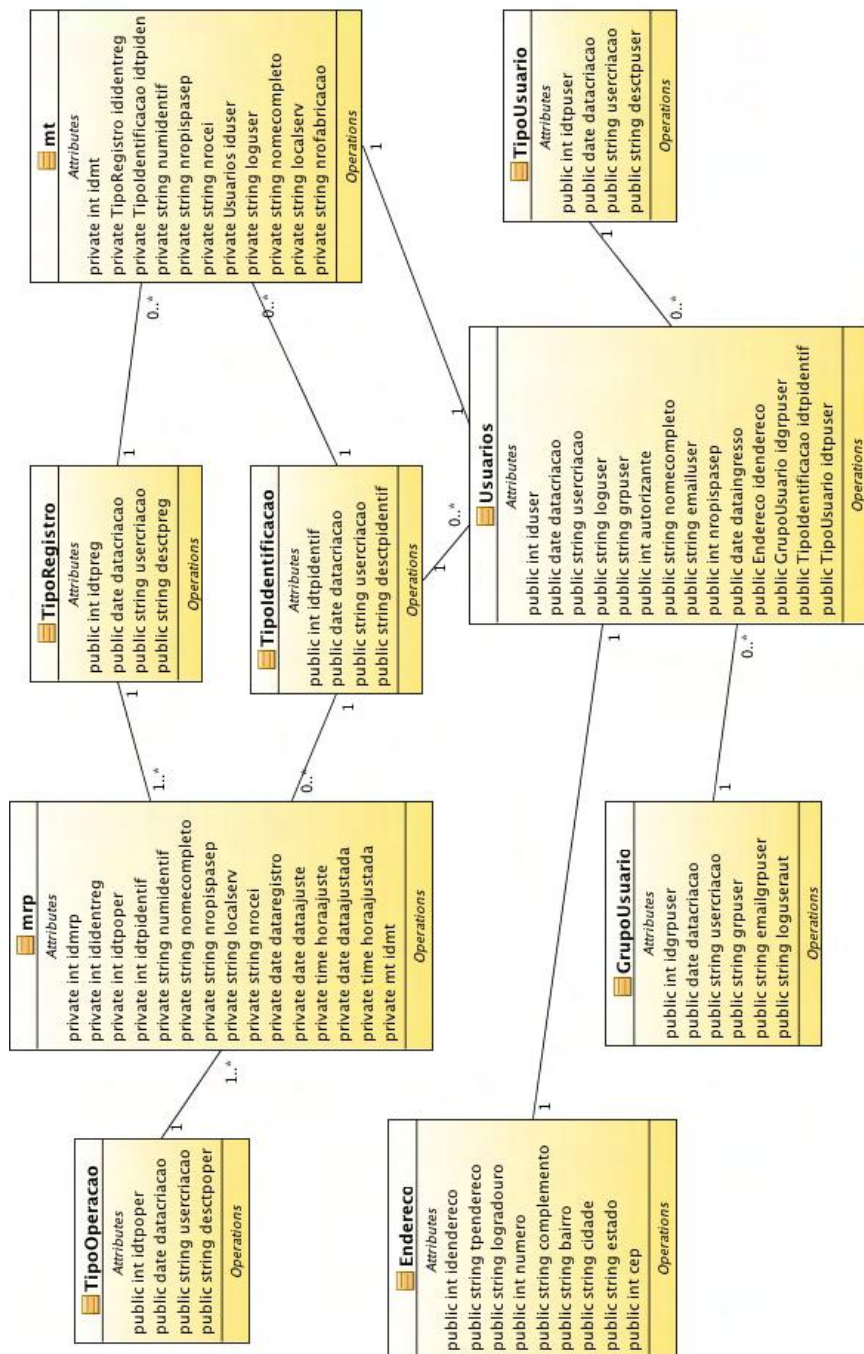 TipoOperacao
Attributes
public int idtpoper
public date datacriacao
public string usercriacao
public string desctpoper
Operations
1
1..*
mrp
Attributes
private int idmrp
private int ididentreg
private int idtpoper
private int idtpidentif
private string numidentif
private string nomecompleto
private string nropispasep
private string localserv
private string nrocei
private date dataregistro
private date dataajuste
private time horaajuste
private date dataajustada
private time horaajustada
private mt idmt
Operations
1..*
1
0..*
1
TipoRegistro
Attributes
public int idtpreg
public date datacriacao
public string usercriacao
public string desctpreg
Operations
1
0..*
TipoIdentificacao
Attributes
public int idtpidentif
public date datacriacao
public string usercriacao
public string desctpidentif
Operations
1
0..*
1
0..*
mt
Attributes
private int idmt
private TipoRegistro ididentreg
private TipoIdentificacao idtpiden
private string numidentif
private string nropispasep
private string nrocei
private Usuarios iduser
private string loguser
private string nomecompleto
private string localserv
private string nrofabricacao
Operations
1
1
Endereco
Attributes
public int idendereco
public string tpendereco
public string logradouro
public int numero
public string complemento
public string bairro
public string cidade
public string estado
public int cep
Operations
1
1
GrupoUsuario
Attributes
public int idgrpuser
public date datacriacao
public string usercriacao
public string grpuser
public string emailgrpuser
public string loguseraut
Operations
1
0..*
Usuarios
Attributes
public int iduser
public date datacriacao
public string usercriacao
public string loguser
public string grpuser
public int autorizante
public string nomecompleto
public string emailuser
public int nropispasep
public date dataingresso
public Endereco idendereco
public GrupoUsuario idgrpuser
public TipoIdentificacao idtpidentif
public TipoUsuario idtpuser
Operations
0..*
1
TipoUsuario
Attributes
public int idtpuser
public date datacriacao
public string usercriacao
public string desctpuser
Operations